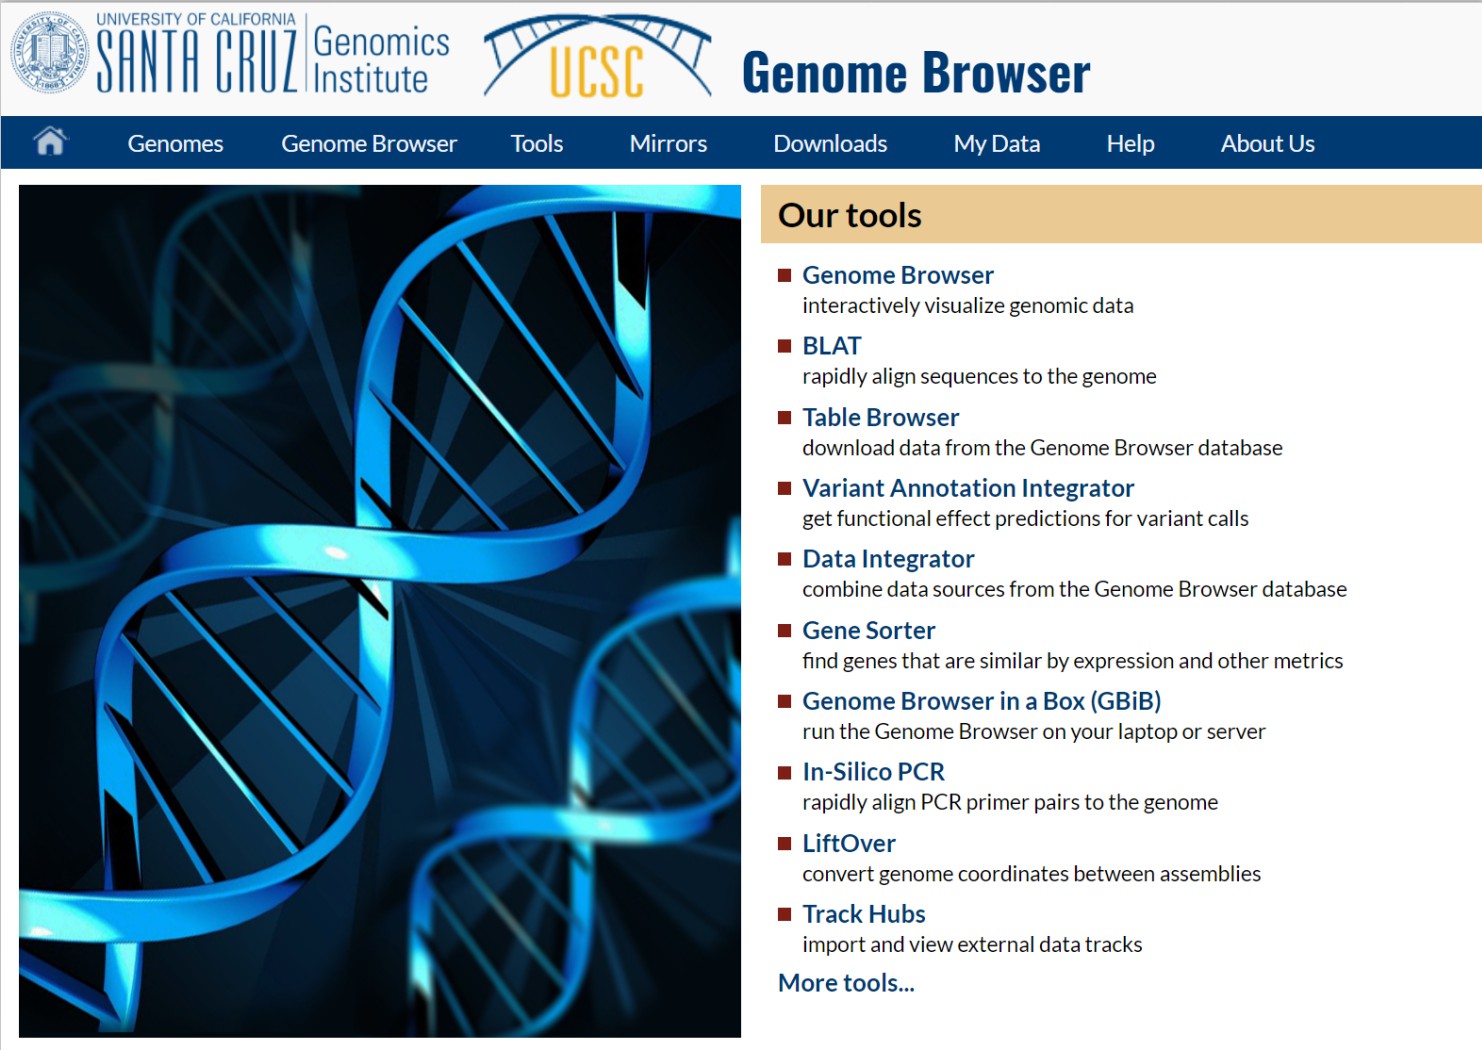 UNIVERSITY OF CALIFORNIA
SANTA CRUZ
Genomics
Institute
UCSC
Genome Browser
Genomes Genome Browser Tools Mirrors Downloads My Data Help About Us
Our tools
Genome Browser
interactively visualize genomic data
BLAT
rapidly align sequences to the genome
Table Browser
download data from the Genome Browser database
Variant Annotation Integrator
get functional effect predictions for variant calls
Data Integrator
combine data sources from the Genome Browser database
Gene Sorter
find genes that are similar by expression and other metrics
Genome Browser in a Box (GBiB)
run the Genome Browser on your laptop or server
In-Silico PCR
rapidly align PCR primer pairs to the genome
LiftOver
convert genome coordinates between assemblies
Track Hubs
import and view external data tracks
More tools...